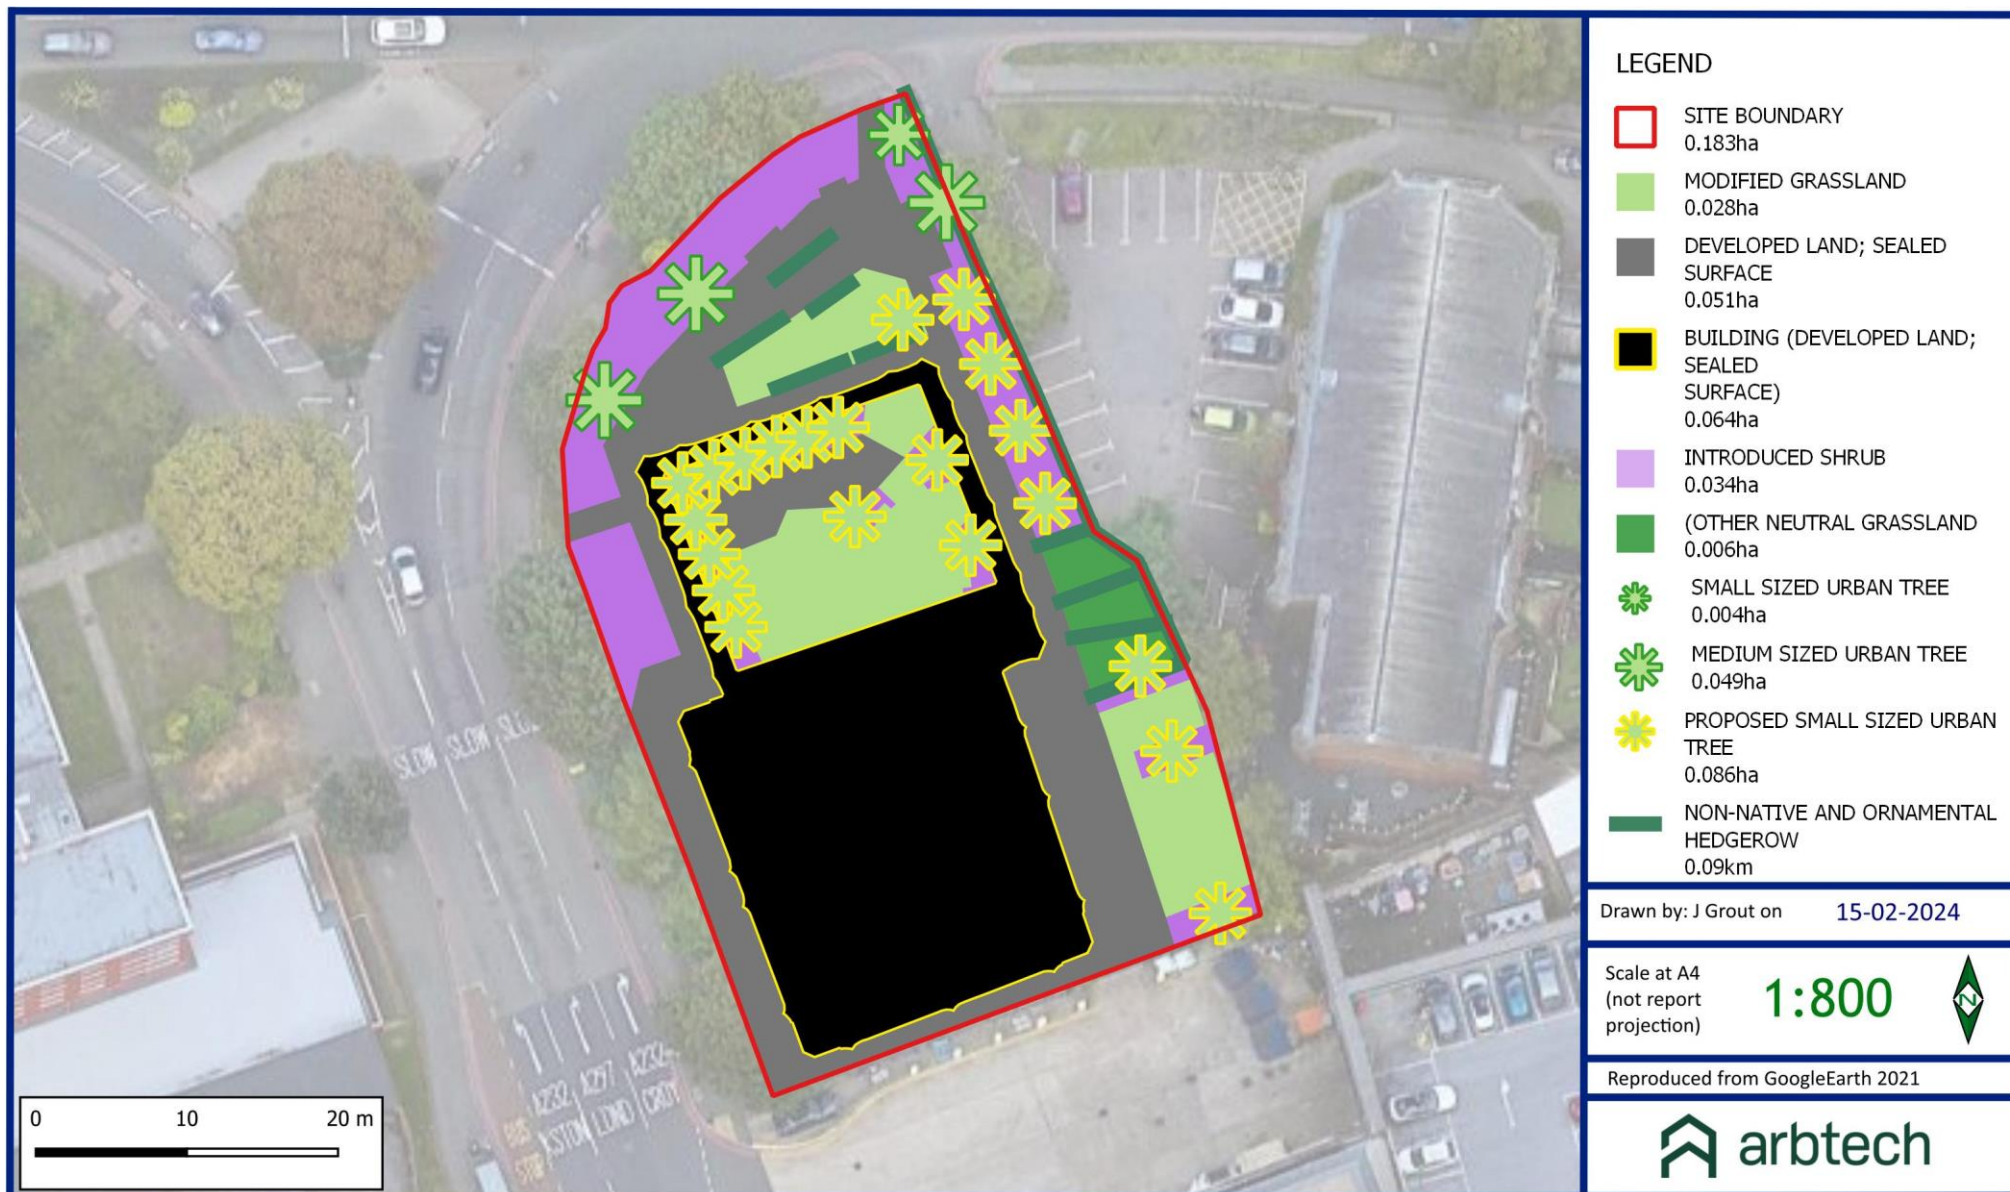 LEGEND
SITE BOUNDARY
0.183ha
MODIFIED GRASSLAND
0.028ha
DEVELOPED LAND; SEALED
SURFACE
0.051ha
BUILDING (DEVELOPED LAND;
SEALED
SURFACE)
0.064ha
INTRODUCED SHRUB
0.034ha
(OTHER NEUTRAL GRASSLAND
0.006ha
SMALL SIZED URBAN TREE
0.004ha
MEDIUM SIZED URBAN TREE
0.049ha
PROPOSED SMALL SIZED URBAN
TREE
0.086ha
NON-NATIVE AND ORNAMENTAL
HEDGEROW
0.09km
Drawn by: J Grout on 15-02-2024
Scale at A4
(not report
projection)
1:800
N
Reproduced from GoogleEarth 2021
arbtech
SLOW SLOW
A232 A297 A232
BUS
STOP
0 10 20 m